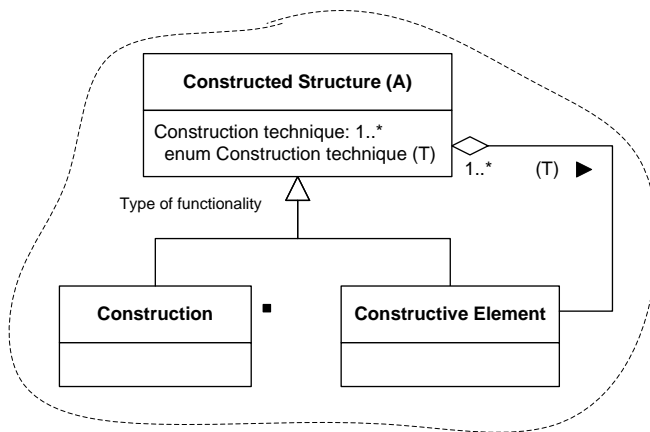 Constructed Structure (A)
Construction technique: 1..*
enum Construction technique (T)
1..* (T)
Type of functionality
Construction
Constructive Element